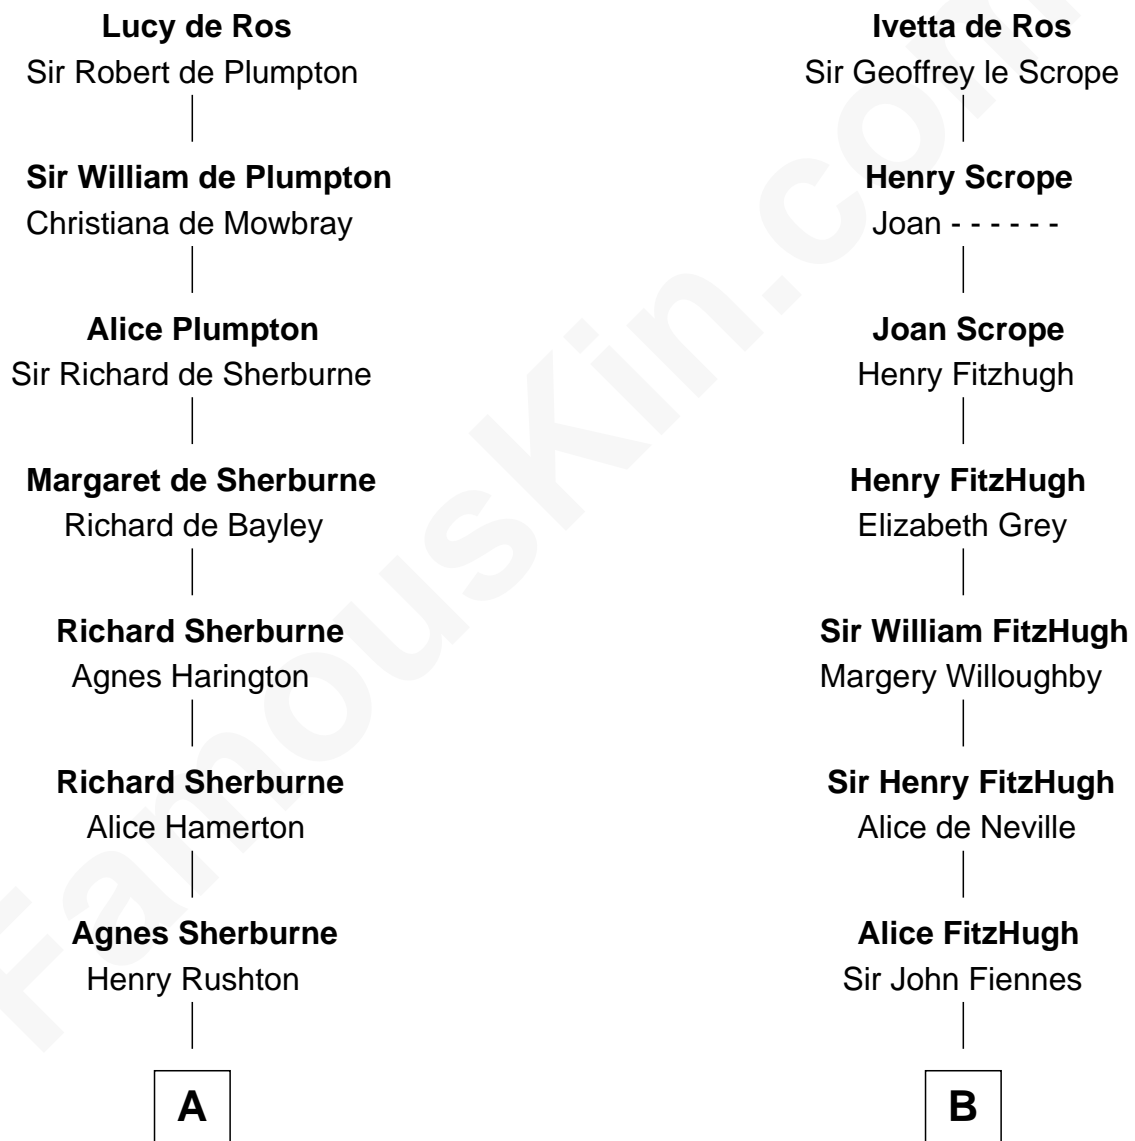 Lucy de Ros
Sir Robert de Plumpton
Sir William de Plumpton
Christiana de Mowbray
Alice Plumpton
Sir Richard de Sherburne
Margaret de Sherburne
Richard de Bayley
Richard Sherburne
Agnes Harington
Richard Sherburne
Alice Hamerton
Agnes Sherburne
Henry Rushton
A
Ivetta de Ros
Sir Geoffrey le Scrope
Henry Scrope
Joan - - - - - -
Joan Scrope
Henry Fitzhugh
Henry FitzHugh
Elizabeth Grey
Sir William FitzHugh
Margery Willoughby
Sir Henry FitzHugh
Alice de Neville
Alice FitzHugh
Sir John Fiennes
B
FamousKin.com